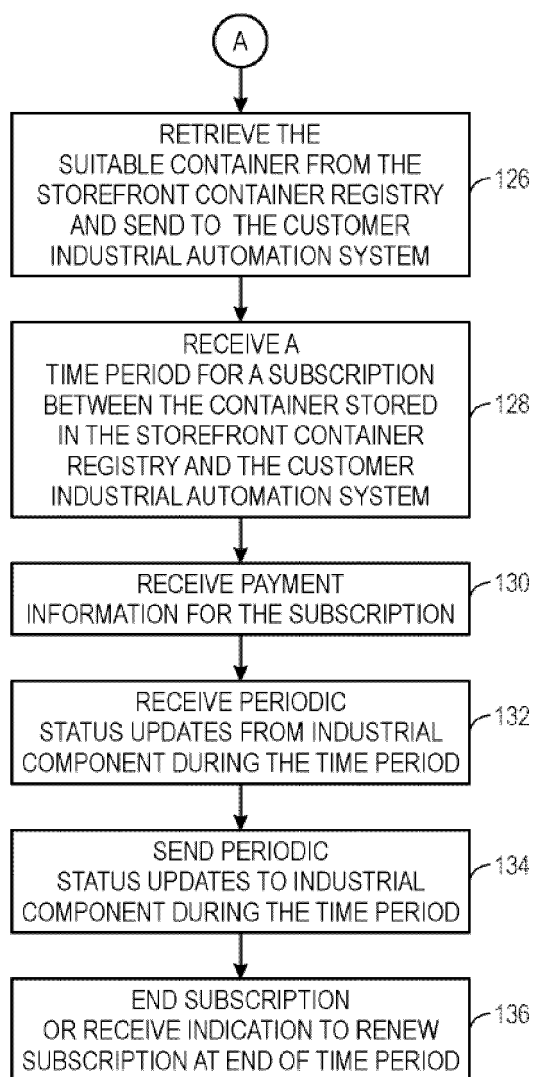 A
RETRIEVE THE
SUITABLE CONTAINER FROM THE
STOREFRONT CONTAINER REGISTRY
AND SEND TO THE CUSTOMER
INDUSTRIAL AUTOMATION SYSTEM
126
RECEIVE A
TIME PERIOD FOR A SUBSCRIPTION
BETWEEN THE CONTAINER STORED
IN THE STOREFRONT CONTAINER
REGISTRY AND THE CUSTOMER
INDUSTRIAL AUTOMATION SYSTEM
128
RECEIVE PAYMENT
INFORMATION FOR THE SUBSCRIPTION
130
RECEIVE PERIODIC
STATUS UPDATES FROM INDUSTRIAL
COMPONENT DURING THE TIME PERIOD
132
SEND PERIODIC
STATUS UPDATES TO INDUSTRIAL
COMPONENT DURING THE TIME PERIOD
134
END SUBSCRIPTION
OR RECEIVE INDICATION TO RENEW
SUBSCRIPTION AT END OF TIME PERIOD
136